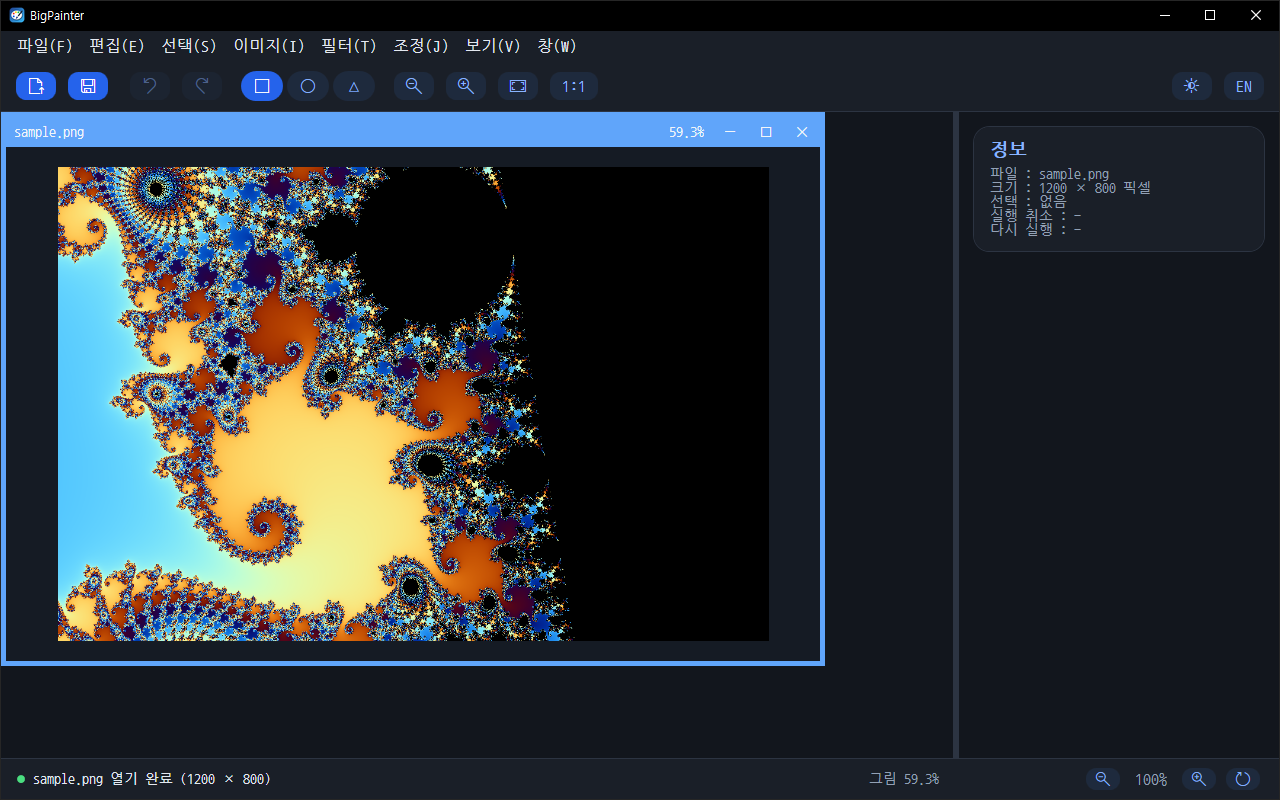 BigPainter
파일(F) 편집(E) 선택(S) 이미지(I) 필터(T) 조정(J) 보기(V) 창(W)
1:1 EN
sample.png 59.3%
정보
파일 : sample.png
크기 : 1200 × 800 픽셀
선택 : 없음
실행 취소 : -
다시 실행 : -
sample.png 열기 완료 (1200 × 800) 그림 59.3% 100%